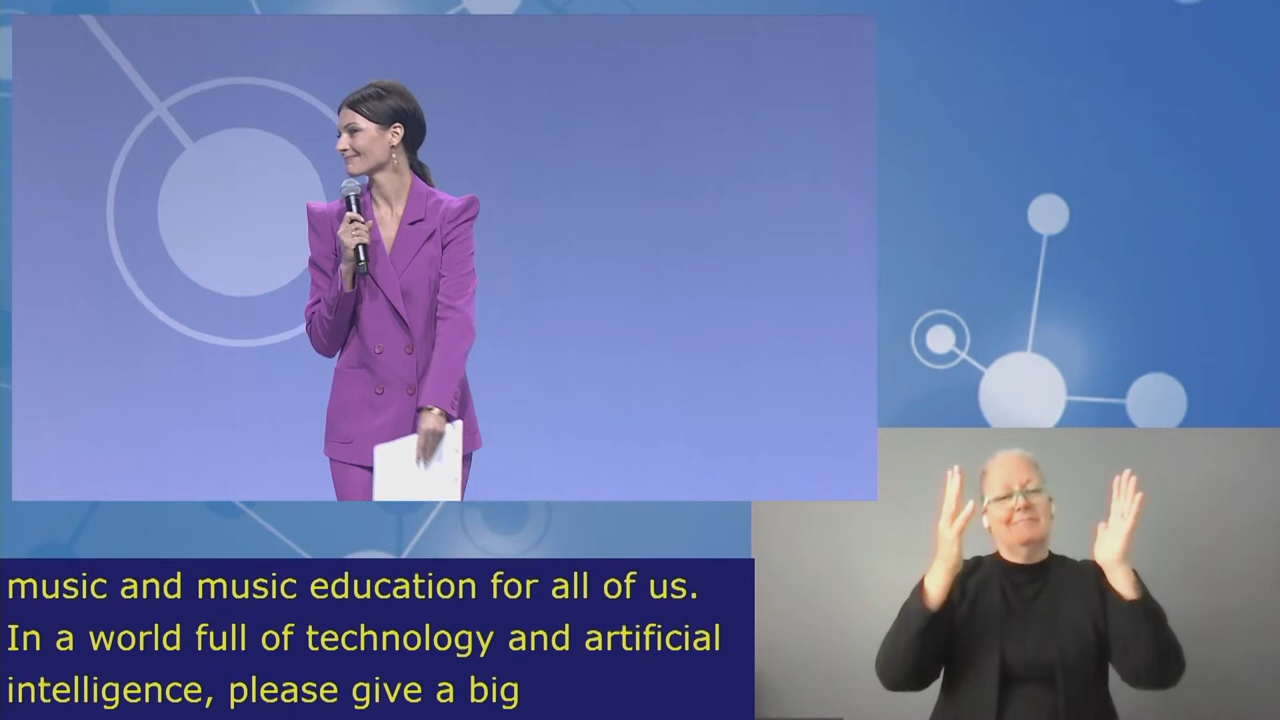 music and music education for all of us.
In a world full of technology and artificial
intelligence, please give a big